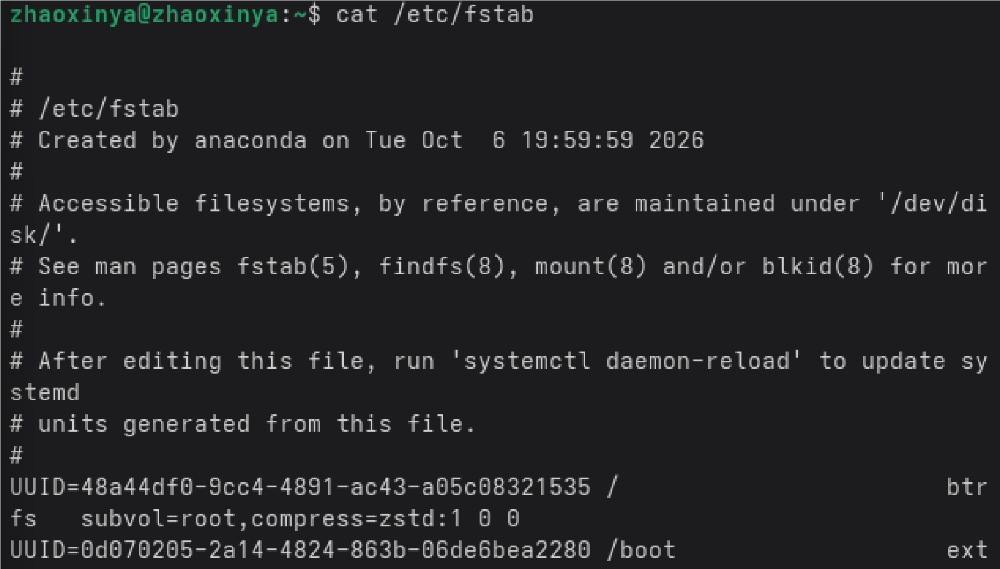 zhaoxinya@zhaoxinya:~$ cat /etc/fstab

#
# /etc/fstab
# Created by anaconda on Tue Oct  6 19:59:59 2026
#
# Accessible filesystems, by reference, are maintained under '/dev/di
sk/'.
# See man pages fstab(5), findfs(8), mount(8) and/or blkid(8) for mor
e info.
#
# After editing this file, run 'systemctl daemon-reload' to update sy
stemd
# units generated from this file.
#
UUID=48a44df0-9cc4-4891-ac43-a05c08321535 /                       btr
fs   subvol=root,compress=zstd:1 0 0
UUID=0d070205-2a14-4824-863b-06de6bea2280 /boot                   ext